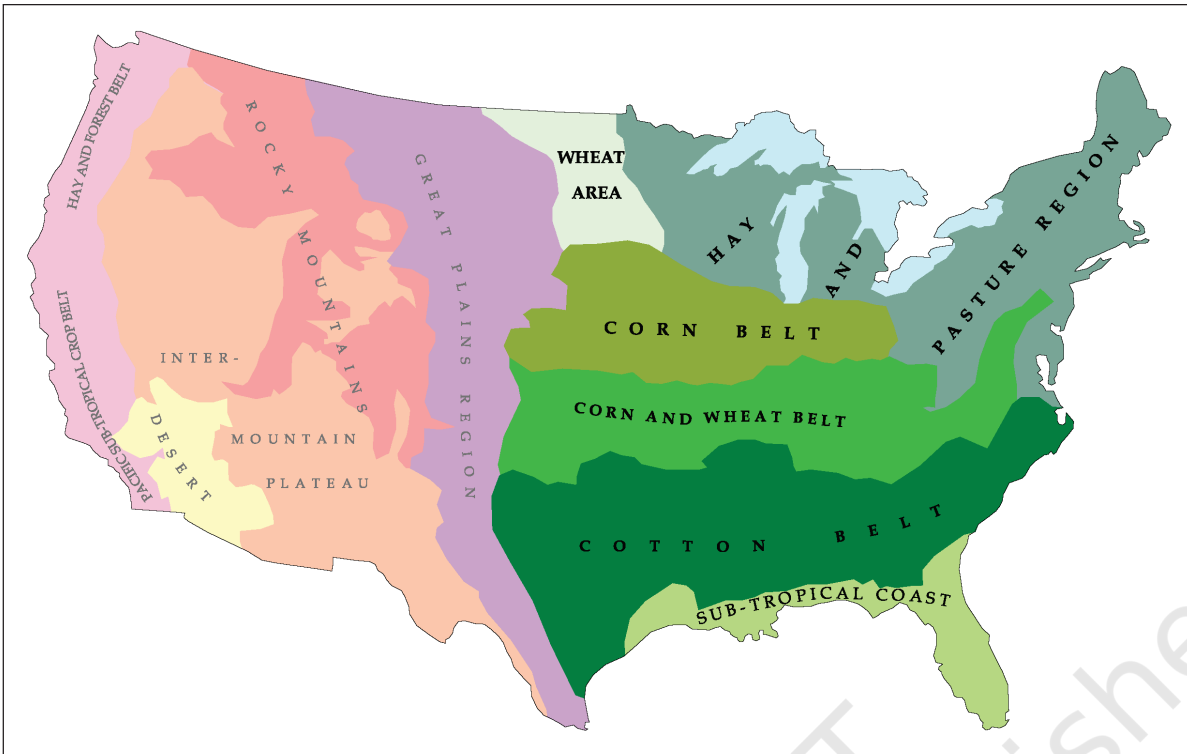 HAY AND FOREST BELT
ROCKY MOUNTAINS
GREAT PLAINS REGION
WHEAT
AREA
HAY AND PASTURE REGION
CORN BELT
PACIFIC SUB-TROPICAL CROP BELT
INTER-
MOUNTAIN
PLATEAU
DESERT
CORN AND WHEAT BELT
COTTON BELT
SUB-TROPICAL COAST